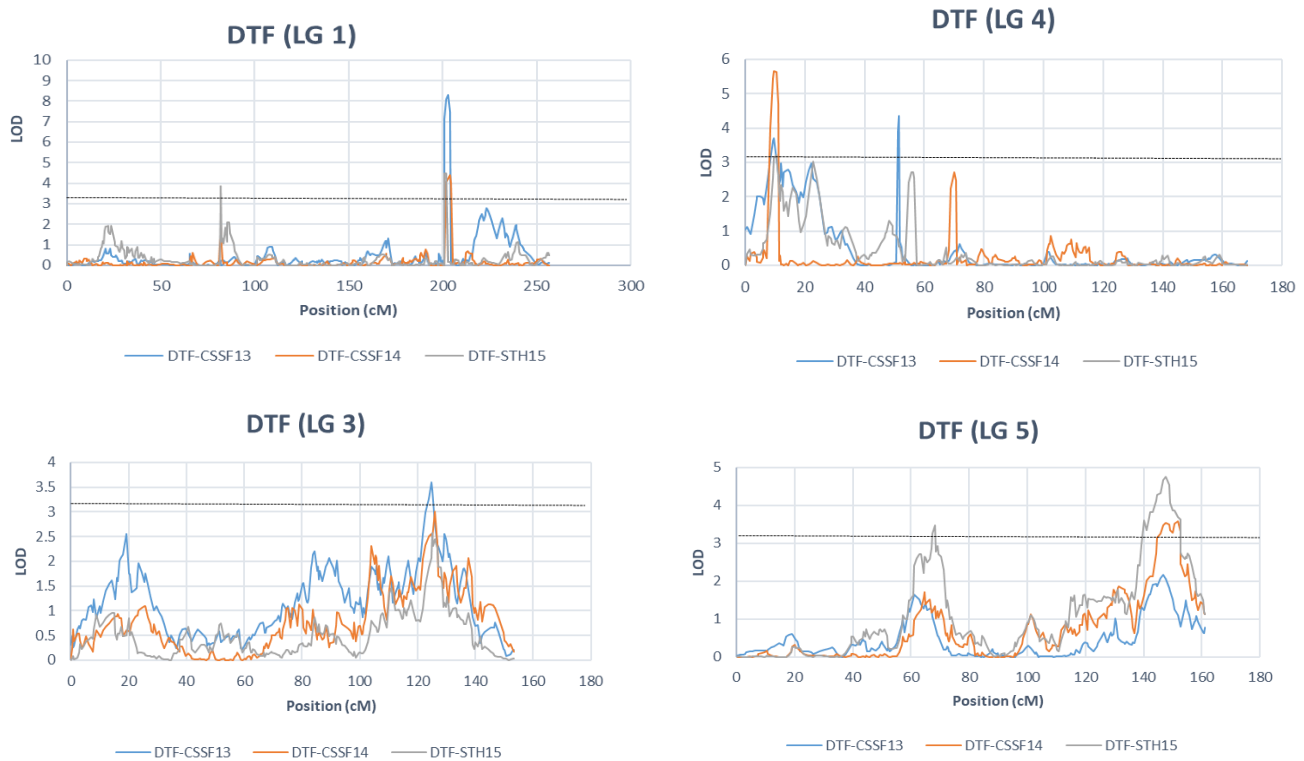 DTF (LG 1)
10
9
8
7
6
5
4
3
2
1
0
LOD
0 50 100 150 200 250 300
Position (cM)
DTF-CSSF13 DTF-CSSF14 DTF-STH15
DTF (LG 4)
6
5
4
3
2
1
0
LOD
0 20 40 60 80 100 120 140 160 180
Position (cM)
DTF-CSSF13 DTF-CSSF14 DTF-STH15
DTF (LG 3)
4
3.5
3
2.5
2
1.5
1
0.5
0
LOD
0 20 40 60 80 100 120 140 160 180
Position (cM)
DTF-CSSF13 DTF-CSSF14 DTF-STH15
DTF (LG 5)
5
4
3
2
1
0
LOD
0 20 40 60 80 100 120 140 160 180
Position (cM)
DTF-CSSF13 DTF-CSSF14 DTF-STH15